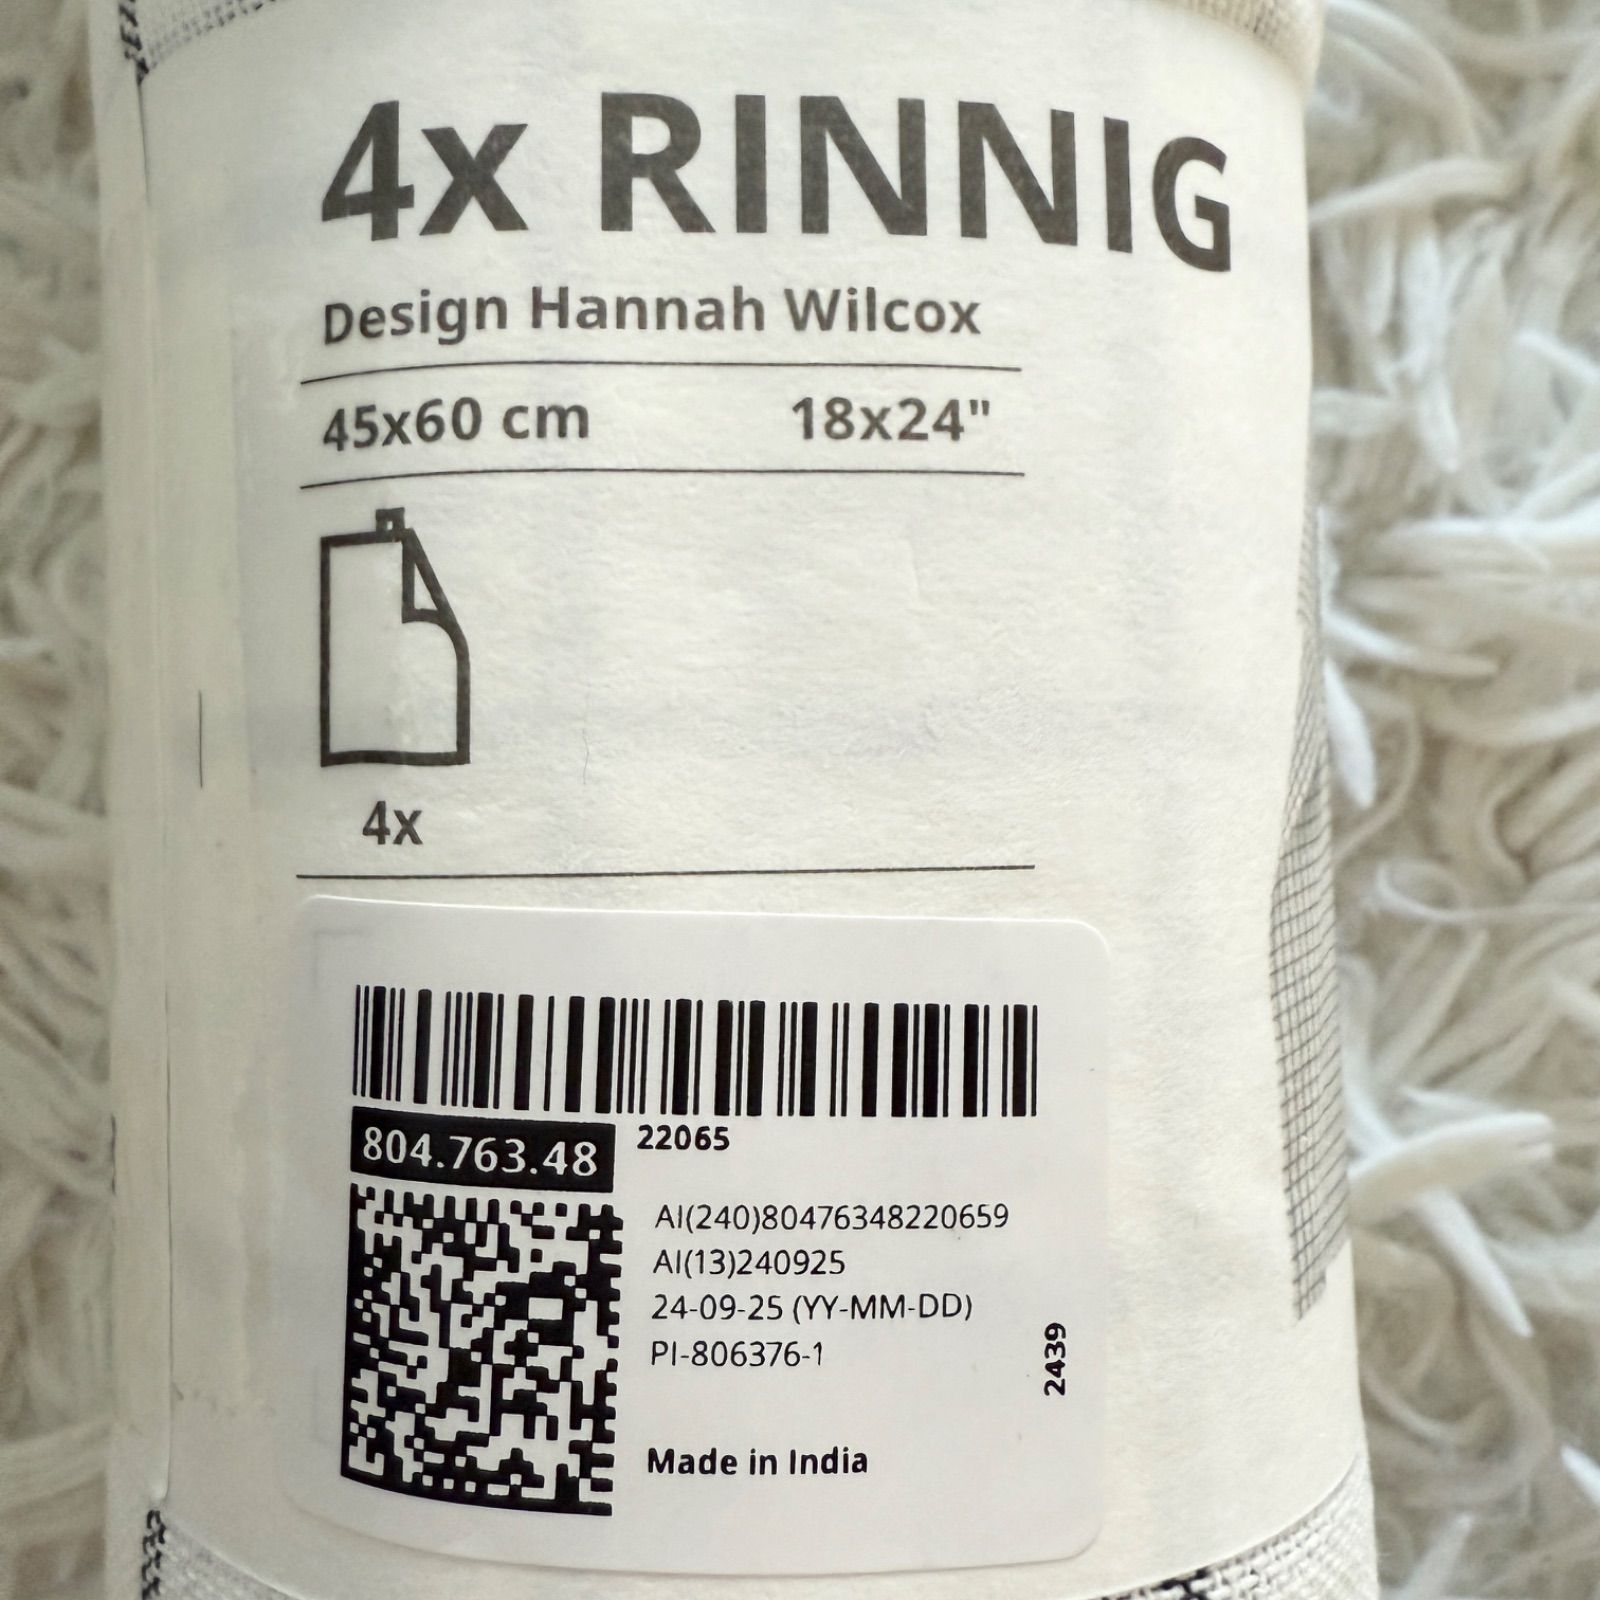 4x RINNIG
Design Hannah Wilcox
45x60 cm 18x24"
4x
804.763.48 22065
AI(240)80476348220659
AI(13)240925
24-09-25 (YY-MM-DD)
PI-806376-1
2439
Made in India